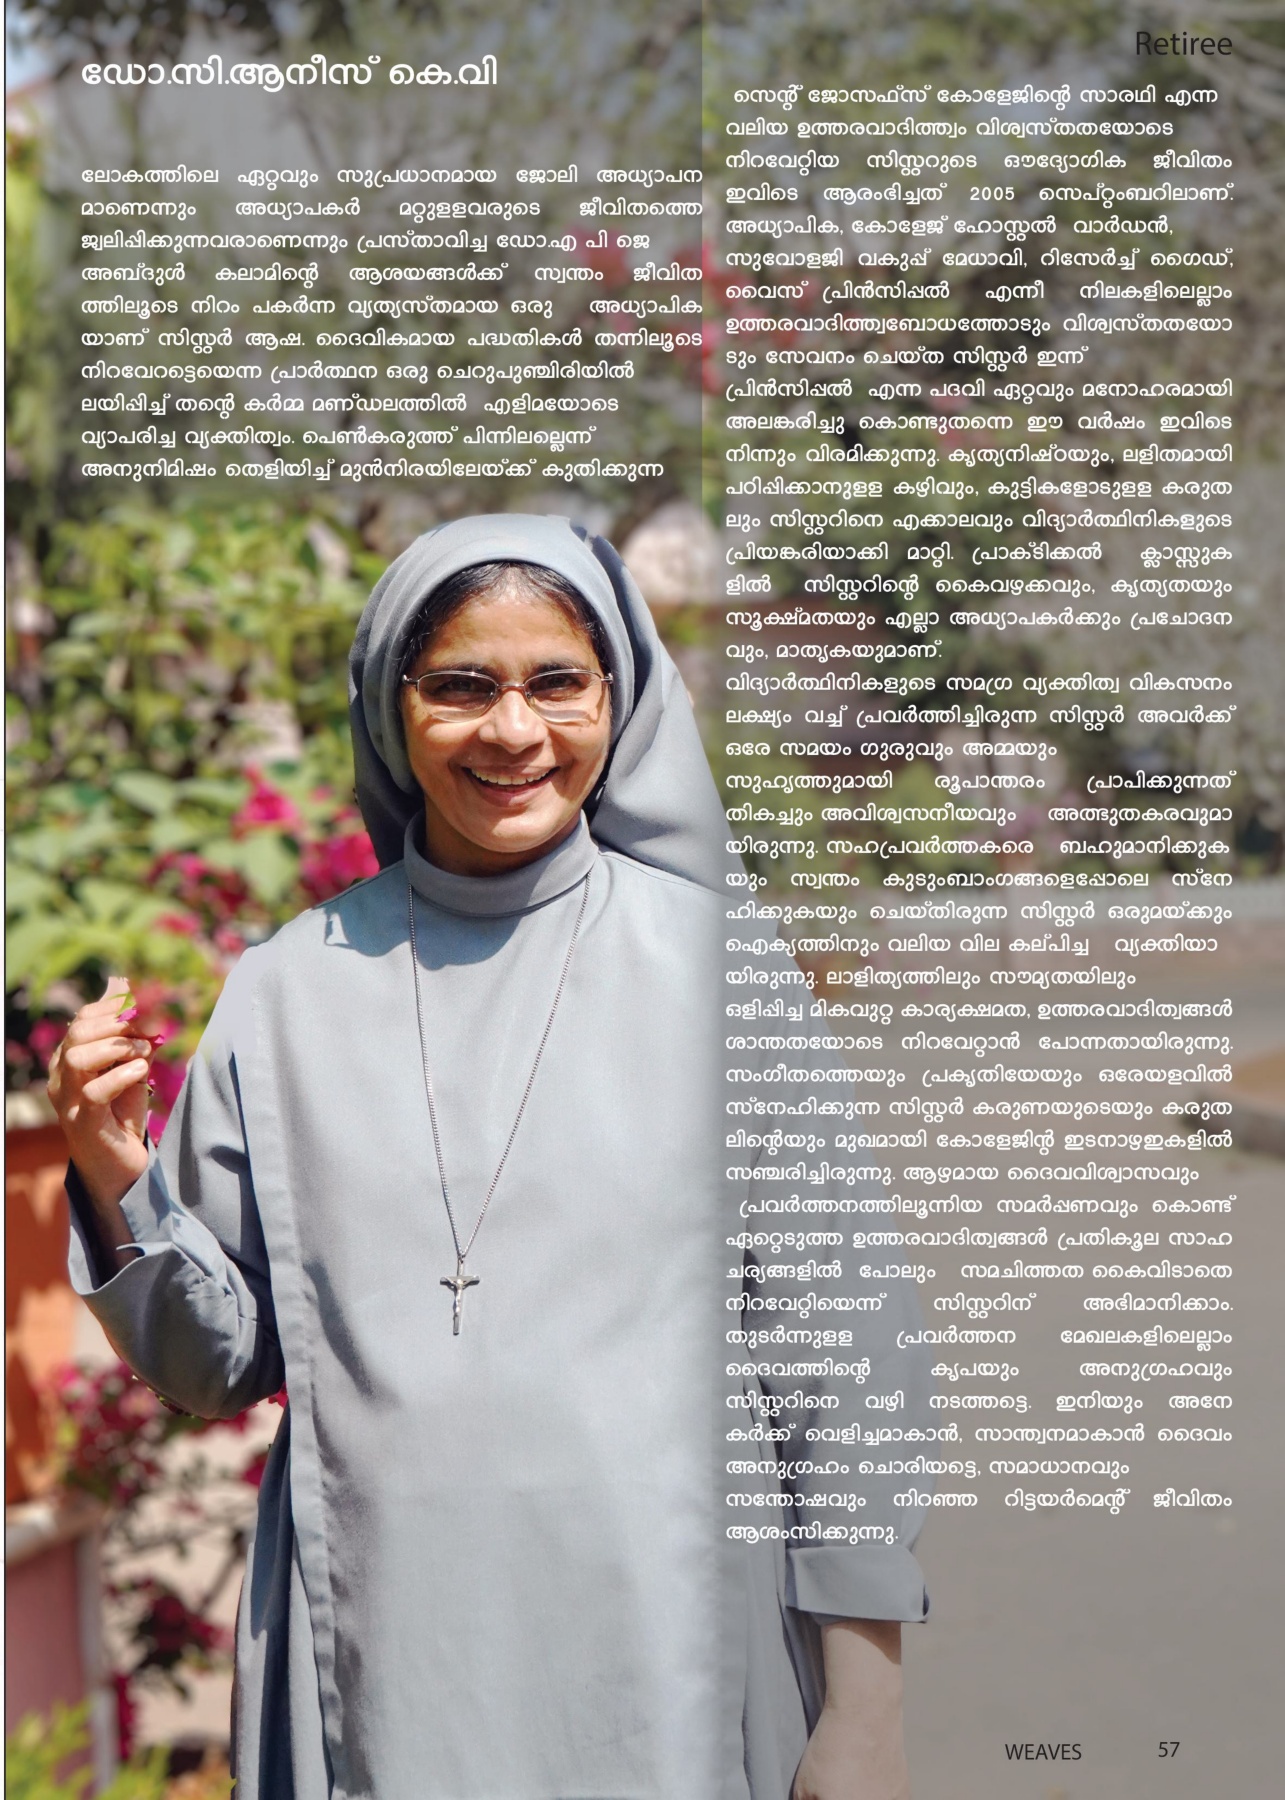 Retiree
ഡോ.സി.ആനീസ് കെ.വി
ലോകത്തിലെ ഏറ്റവും സുപ്രധാനമായ ജോലി അധ്യാപന
മാണെന്നും അധ്യാപകർ മറ്റുളളവരുടെ ജീവിതത്തെ
ജ്വലിപ്പിക്കുന്നവരാണെന്നും പ്രസ്താവിച്ച ഡോ.എ പി ജെ
അബ്ദുൾ കലാമിന്റെ ആശയങ്ങൾക്ക് സ്വന്തം ജീവിത
ത്തിലൂടെ നിറം പകർന്ന വ്യത്യസ്തമായ ഒരു അധ്യാപിക
യാണ് സിസ്റ്റർ ആഷ. ദൈവികമായ പദ്ധതികൾ തന്നിലൂടെ
നിറവേറട്ടെയെന്ന പ്രാർത്ഥന ഒരു ചെറുപുഞ്ചിരിയിൽ
ലയിപ്പിച്ച് തന്റെ കർമ്മ മണ്ഡലത്തിൽ എളിമയോടെ
വ്യാപരിച്ച വ്യക്തിത്വം. പെൺകരുത്ത് പിന്നിലല്ലെന്ന്
അനുനിമിഷം തെളിയിച്ച് മുൻനിരയിലേയ്ക്ക് കുതിക്കുന്ന
സെന്റ് ജോസഫ്സ് കോളേജിന്റെ സാരഥി എന്ന
വലിയ ഉത്തരവാദിത്ത്വം വിശ്വസ്തതയോടെ
നിറവേറ്റിയ സിസ്റ്ററുടെ ഔദ്യോഗിക ജീവിതം
ഇവിടെ ആരംഭിച്ചത് 2005 സെപ്റ്റംബറിലാണ്.
അധ്യാപിക, കോളേജ് ഹോസ്റ്റൽ വാർഡൻ,
സുവോളജി വകുപ്പ് മേധാവി, റിസേർച്ച് ഗൈഡ്,
വൈസ് പ്രിൻസിപ്പൽ എന്നീ നിലകളിലെല്ലാം
ഉത്തരവാദിത്ത്വബോധത്തോടും വിശ്വസ്തതയോ
ടും സേവനം ചെയ്ത സിസ്റ്റർ ഇന്ന്
പ്രിൻസിപ്പൽ എന്ന പദവി ഏറ്റവും മനോഹരമായി
അലങ്കരിച്ചു കൊണ്ടുതന്നെ ഈ വർഷം ഇവിടെ
നിന്നും വിരമിക്കുന്നു. കൃത്യനിഷ്ഠയും, ലളിതമായി
പഠിപ്പിക്കാനുളള കഴിവും, കുട്ടികളോടുളള കരുത
ലും സിസ്റ്ററിനെ എക്കാലവും വിദ്യാർത്ഥിനികളുടെ
പ്രിയങ്കരിയാക്കി മാറ്റി. പ്രാക്ടിക്കൽ ക്ലാസ്സുക
ളിൽ സിസ്റ്ററിന്റെ കൈവഴക്കവും, കൃത്യതയും
സൂക്ഷ്മതയും എല്ലാ അധ്യാപകർക്കും പ്രചോദന
വും, മാതൃകയുമാണ്.
വിദ്യാർത്ഥിനികളുടെ സമഗ്ര വ്യക്തിത്വ വികസനം
ലക്ഷ്യം വച്ച് പ്രവർത്തിച്ചിരുന്ന സിസ്റ്റർ അവർക്ക്
ഒരേ സമയം ഗുരുവും അമ്മയും
സുഹൃത്തുമായി രൂപാന്തരം പ്രാപിക്കുന്നത്
തികച്ചും അവിശ്വസനീയവും അത്ഭുതകരവുമാ
യിരുന്നു. സഹപ്രവർത്തകരെ ബഹുമാനിക്കുക
യും സ്വന്തം കുടുംബാംഗങ്ങളെപ്പോലെ സ്നേ
ഹിക്കുകയും ചെയ്തിരുന്ന സിസ്റ്റർ ഒരുമയ്ക്കും
ഐക്യത്തിനും വലിയ വില കല്പിച്ച വ്യക്തിയാ
യിരുന്നു. ലാളിത്യത്തിലും സൗമ്യതയിലും
ഒളിപ്പിച്ച മികവുറ്റ കാര്യക്ഷമത, ഉത്തരവാദിത്വങ്ങൾ
ശാന്തതയോടെ നിറവേറ്റാൻ പോന്നതായിരുന്നു.
സംഗീതത്തെയും പ്രകൃതിയേയും ഒരേയളവിൽ
സ്നേഹിക്കുന്ന സിസ്റ്റർ കരുണയുടെയും കരുത
ലിന്റെയും മുഖമായി കോളേജിന്റ ഇടനാഴഇകളിൽ
സഞ്ചരിച്ചിരുന്നു. ആഴമായ ദൈവവിശ്വാസവും
പ്രവർത്തനത്തിലൂന്നിയ സമർപ്പണവും കൊണ്ട്
ഏറ്റെടുത്ത ഉത്തരവാദിത്വങ്ങൾ പ്രതികൂല സാഹ
ചര്യങ്ങളിൽ പോലും സമചിത്തത കൈവിടാതെ
നിറവേറ്റിയെന്ന് സിസ്റ്ററിന് അഭിമാനിക്കാം.
തുടർന്നുളള പ്രവർത്തന മേഖലകളിലെല്ലാം
ദൈവത്തിന്റെ കൃപയും അനുഗ്രഹവും
സിസ്റ്ററിനെ വഴി നടത്തട്ടെ. ഇനിയും അനേ
കർക്ക് വെളിച്ചമാകാൻ, സാന്ത്വനമാകാൻ ദൈവം
അനുഗ്രഹം ചൊരിയട്ടെ, സമാധാനവും
സന്തോഷവും നിറഞ്ഞ റിട്ടയർമെന്റ് ജീവിതം
ആശംസിക്കുന്നു.
WEAVES 57